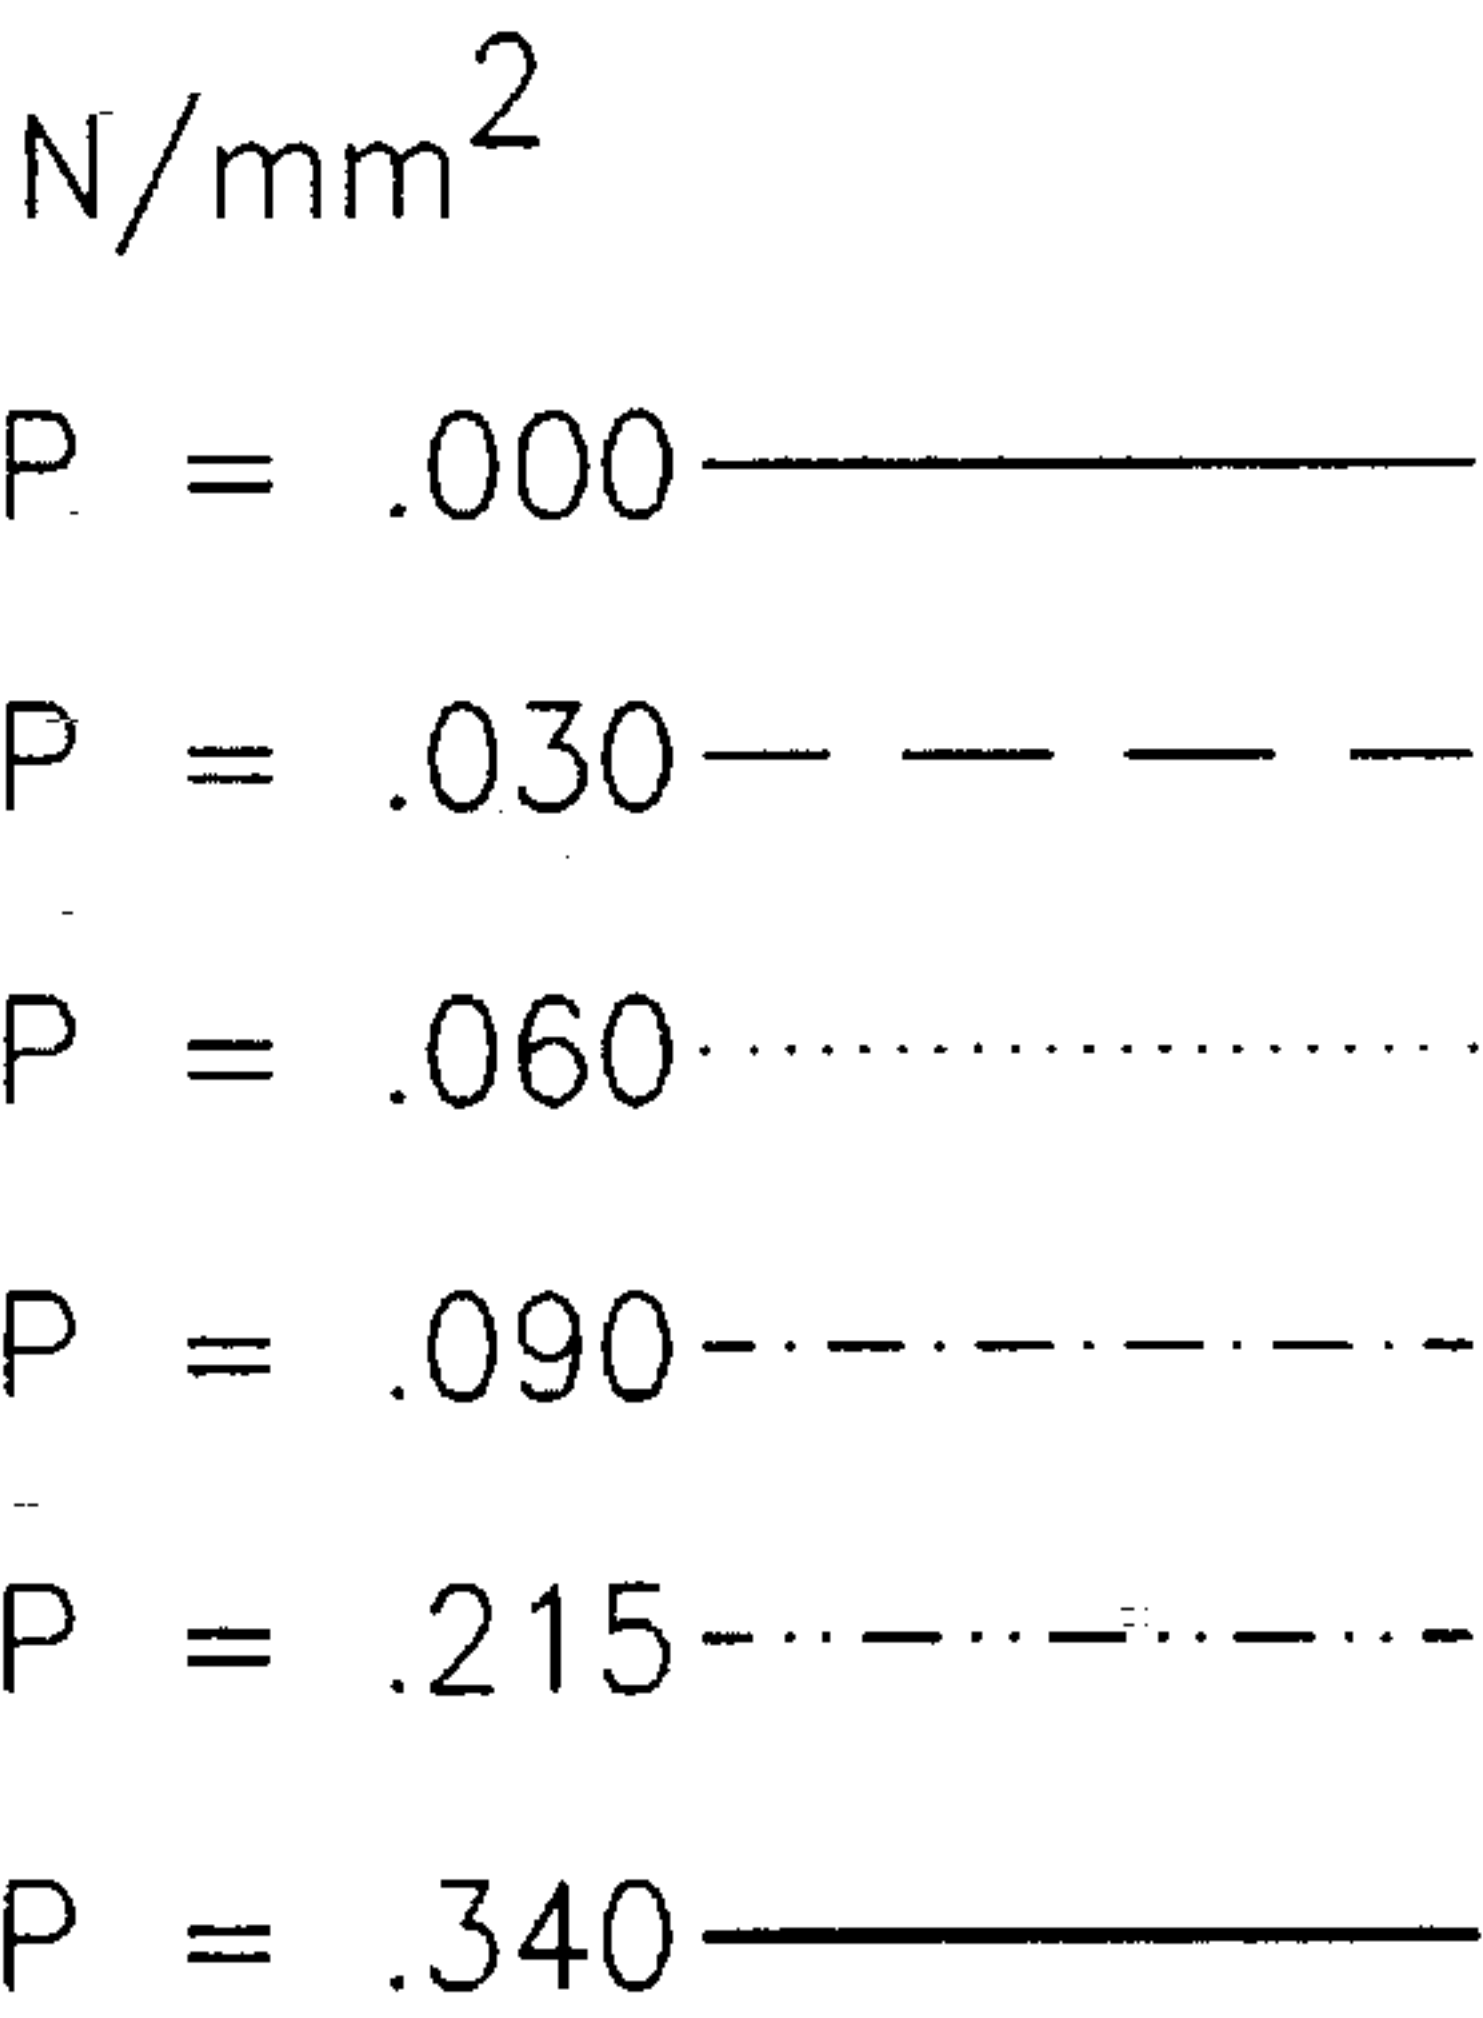 N/mm²
P = .000
P = .030
P = .060
P = .090
P = .215
P = .340